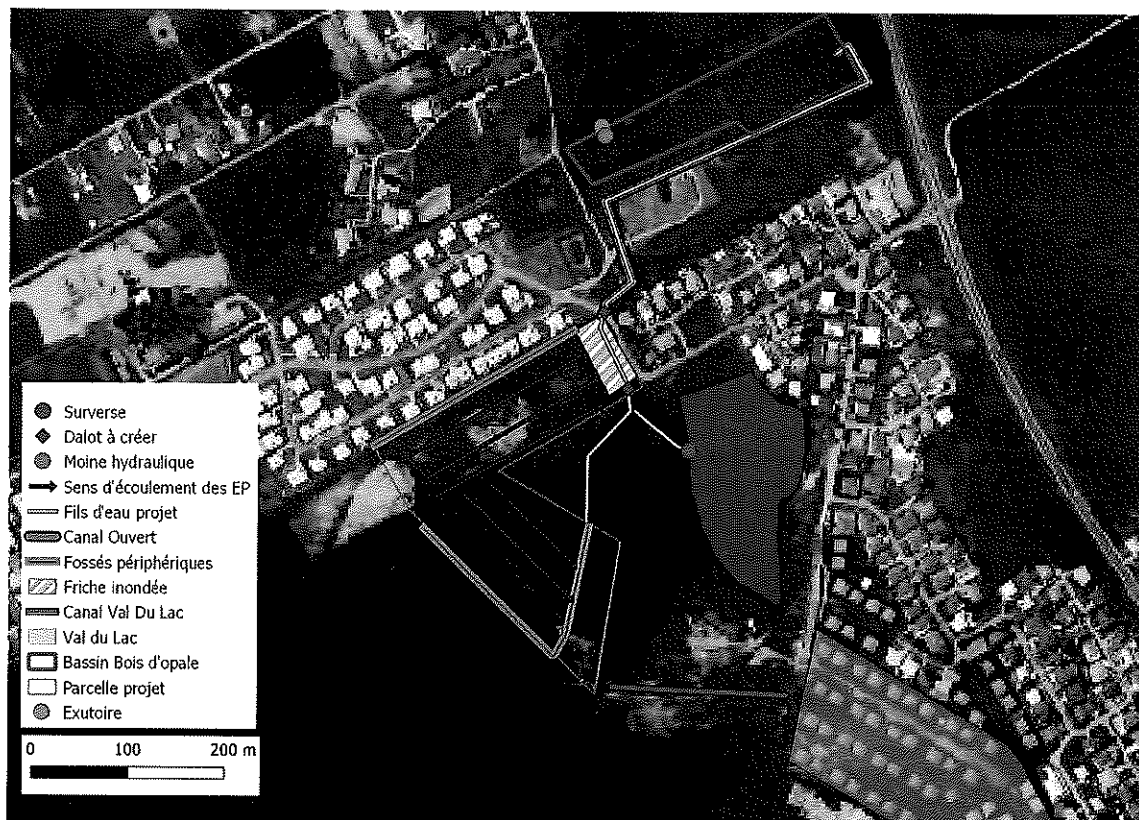 Surverse
Dalot à créer
Moine hydraulique
Sens d'écoulement des EP
Fils d'eau projet
Canal Ouvert
Fossés périphériques
Friche inondée
Canal Val Du Lac
Val du Lac
Bassin Bois d'opale
Parcelle projet
Exutoire
0 100 200 m